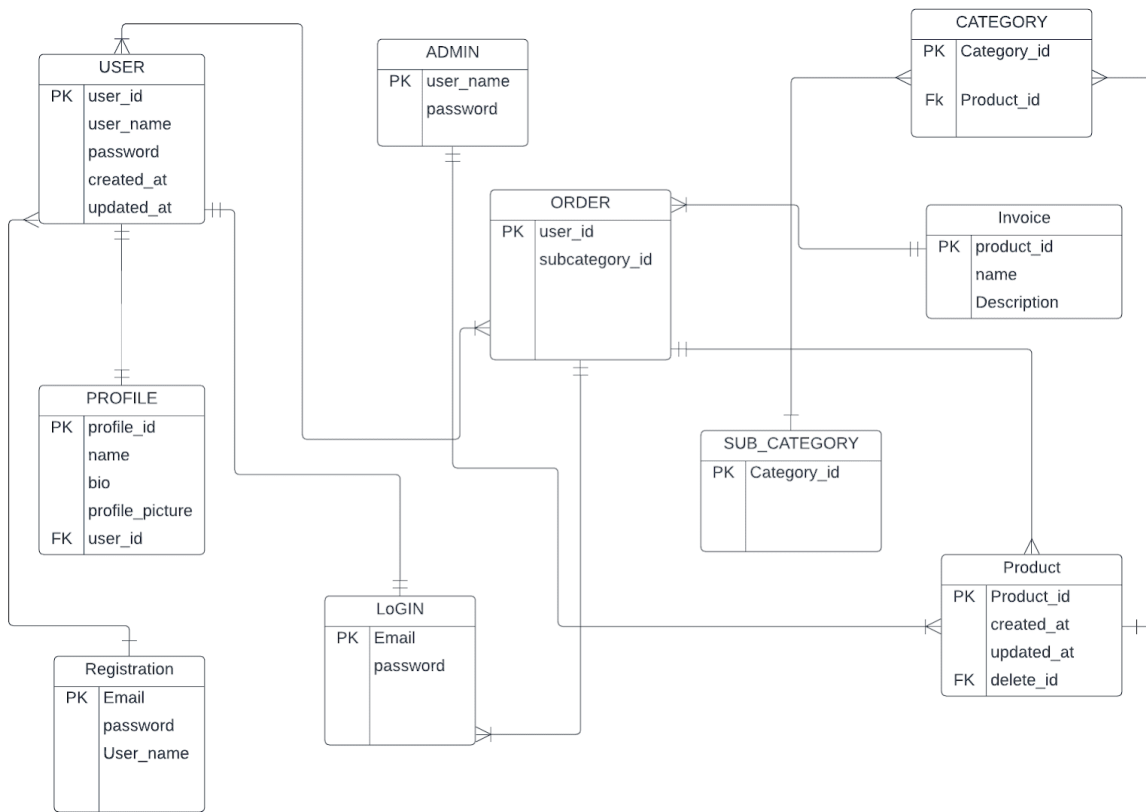 USER
PK user_id
user_name
password
created_at
updated_at
ADMIN
PK user_name
password
CATEGORY
PK Category_id
Fk Product_id
ORDER
PK user_id
subcategory_id
Invoice
PK product_id
name
Description
PROFILE
PK profile_id
name
bio
profile_picture
FK user_id
SUB_CATEGORY
PK Category_id
LoGIN
PK Email
password
Product
PK Product_id
created_at
updated_at
FK delete_id
Registration
PK Email
password
User_name